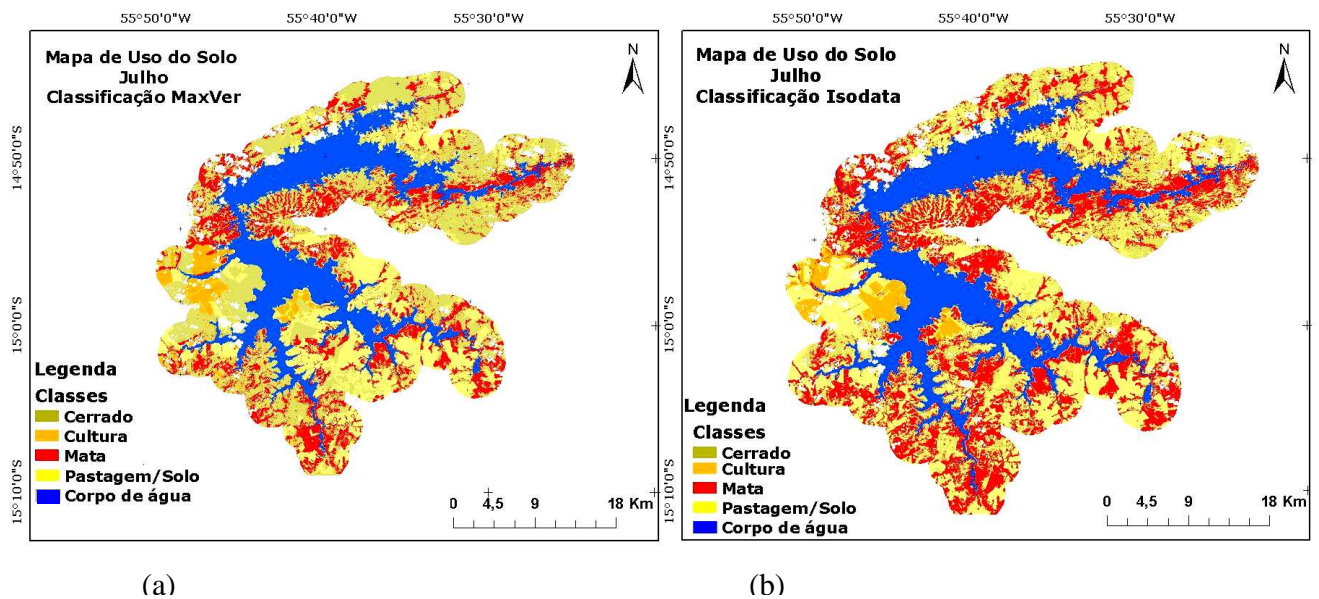 55°50'0"W 55°40'0"W 55°30'0"W
Mapa de Uso do Solo
Julho
Classificação MaxVer
N
14°50'0"S
15°0'0"S
15°10'0"S
Legenda
Classes
Cerrado
Cultura
Mata
Pastagem/Solo
Corpo de água
0 4,5 9 18 Km
(a)
55°50'0"W 55°40'0"W 55°30'0"W
Mapa de Uso do Solo
Julho
Classificação Isodata
N
14°50'0"S
15°0'0"S
15°10'0"S
Legenda
Classes
Cerrado
Cultura
Mata
Pastagem/Solo
Corpo de água
0 4,5 9 18 Km
(b)